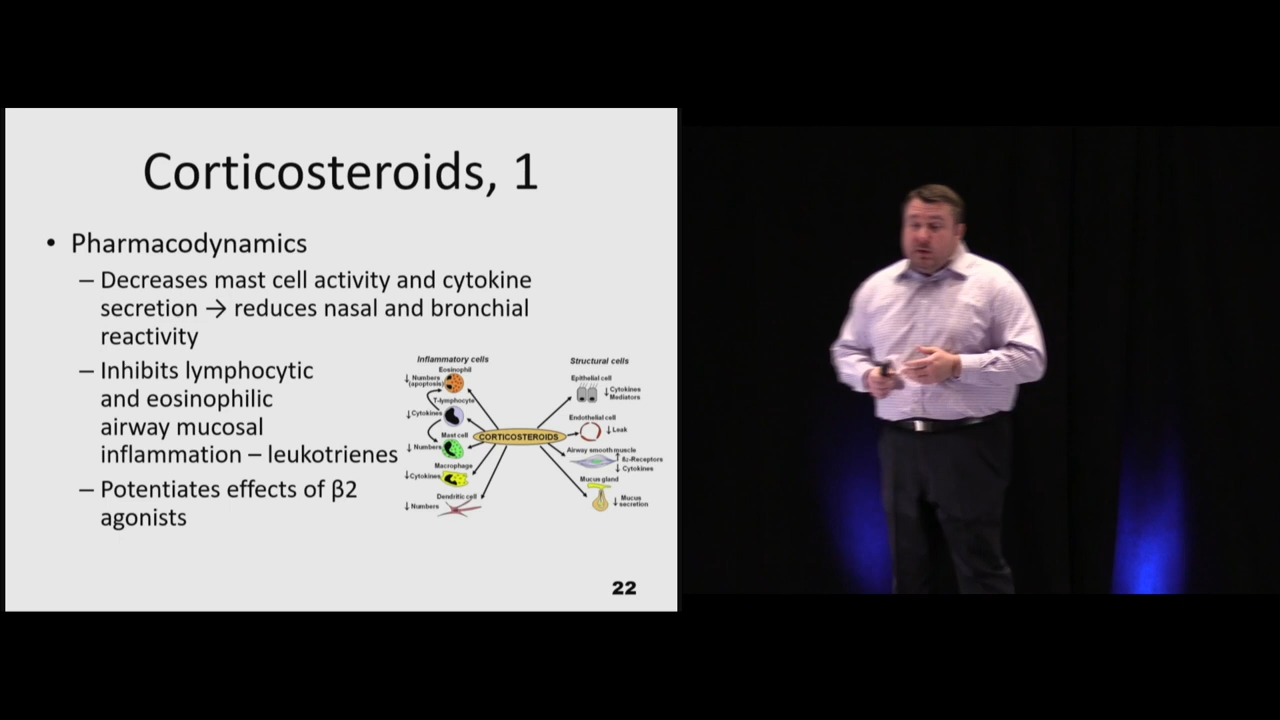 Corticosteroids, 1
• Pharmacodynamics
– Decreases mast cell activity and cytokine
secretion → reduces nasal and bronchial
reactivity
– Inhibits lymphocytic
and eosinophilic
airway mucosal
inflammation – leukotrienes
– Potentiates effects of β2
agonists
Inflammatory cells
Eosinophil
↓ Numbers
(apoptosis)
T-lymphocyte
↓Cytokines
Mast cell
↓ Numbers
Macrophage
↓Cytokines
Dendritic cell
↓ Numbers
CORTICOSTEROIDS
Structural cells
Epithelial cell
↓ Cytokines
Mediators
Endothelial cell
↓ Leak
Airway smooth muscle
↑ ß₂-Receptors
↓ Cytokines
Mucus gland
↓ Mucus
secretion
22